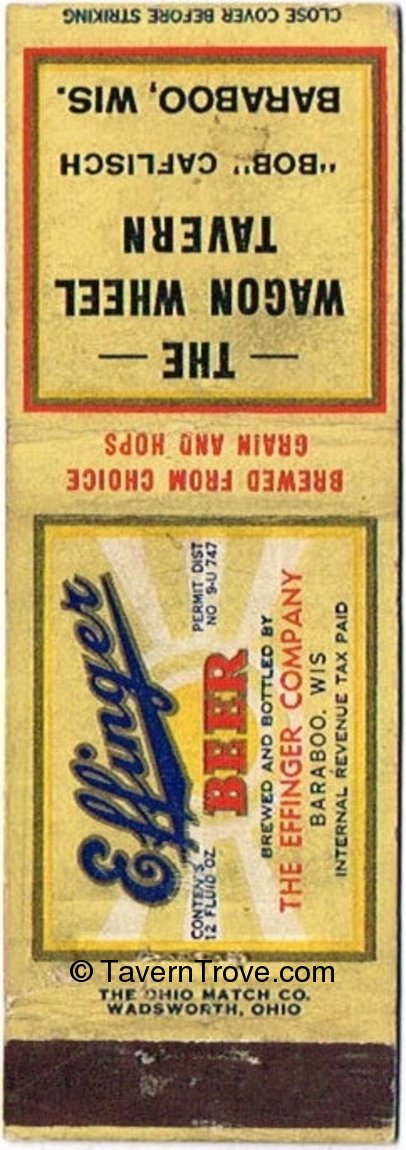 CLOSE COVER BEFORE STRIKING
— THE —
WAGON WHEEL
TAVERN
"BOB" CAFLISCH
BARABOO, WIS.
BREWED FROM CHOICE
GRAIN AND HOPS
Effinger
CONTENTS
12 FLUID OZ
BEER
PERMIT DIST
NO 9-U 747
BREWED AND BOTTLED BY
THE EFFINGER COMPANY
BARABOO, WIS
INTERNAL REVENUE TAX PAID
© TavernTrove.com
THE OHIO MATCH CO.
WADSWORTH, OHIO